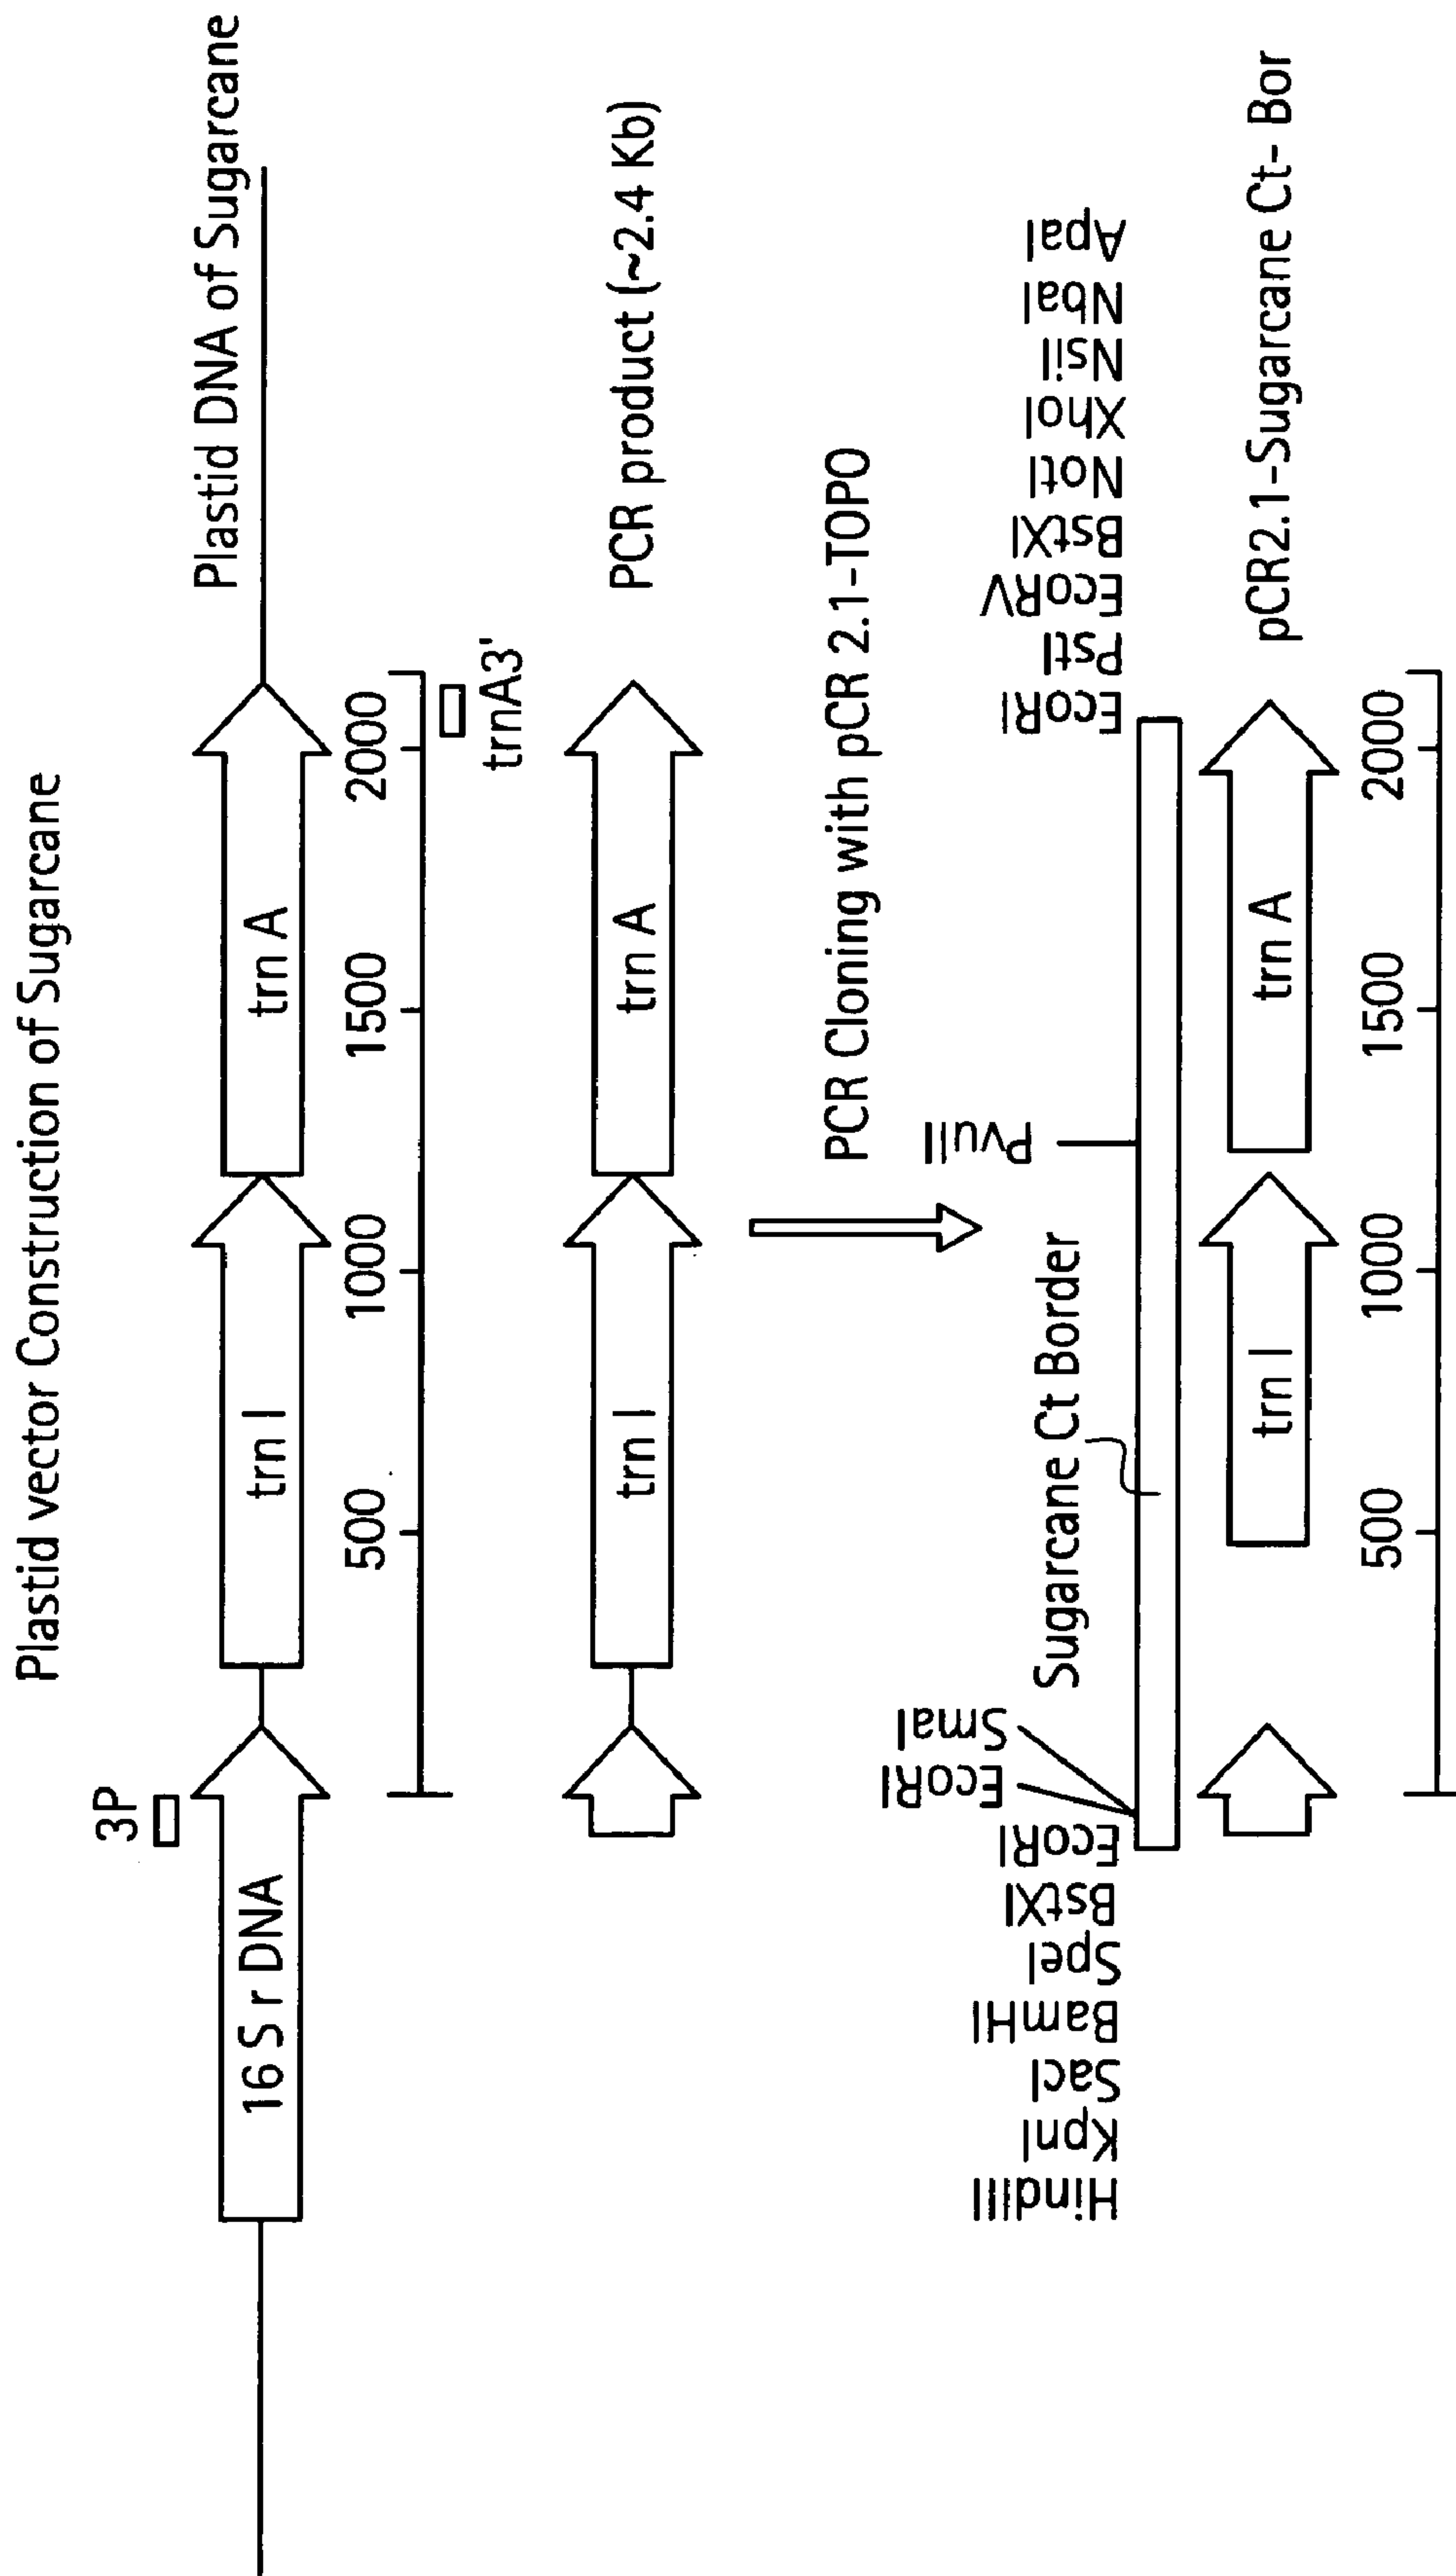 Plastid vector Construction of Sugarcane
3P
Plastid DNA of Sugarcane
16 S r DNA
trn I
trn A
500
1000
1500
2000
trnA3'
PCR product (~2.4 Kb)
trn I
trn A
PCR Cloning with pCR 2.1-TOPO
HindIII
KpnI
SacI
BamHI
SpeI
BstXI
EcoRI
EcoRI
SmaI
Sugarcane Ct Border
PvuII
EcoRI
PstI
EcoRV
BstXI
NotI
XhoI
NsiI
NbaI
ApaI
trn I
trn A
pCR2.1-Sugarcane Ct- Bor
500
1000
1500
2000